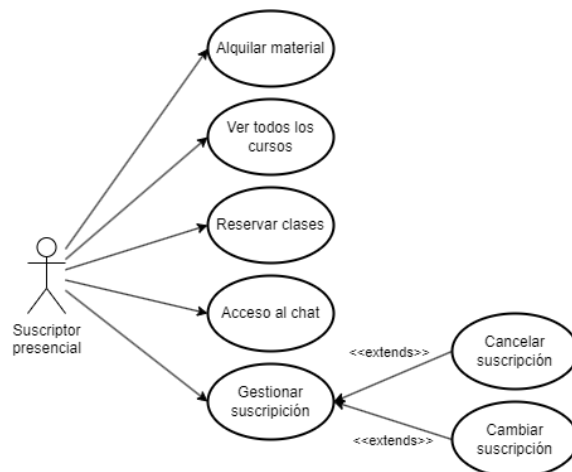 Alquilar material
Ver todos los
cursos
Reservar clases
Suscriptor
presencial
Acceso al chat
Gestionar
suscripición
<<extends>>
Cancelar
suscripción
<<extends>>
Cambiar
suscripción